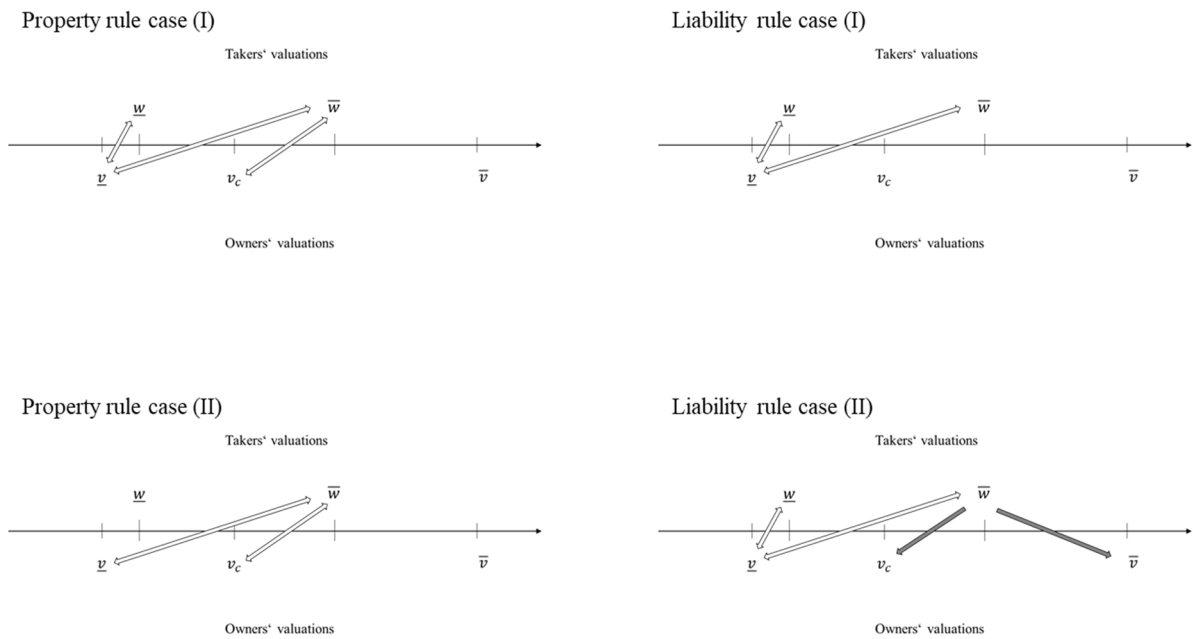 Property rule case (I)
Takers‘ valuations
w̲ w̅
v̲ v_c v̅
Owners‘ valuations
Liability rule case (I)
Takers‘ valuations
w̲ w̅
v̲ v_c v̅
Owners‘ valuations
Property rule case (II)
Takers‘ valuations
w̲ w̅
v̲ v_c v̅
Owners‘ valuations
Liability rule case (II)
Takers‘ valuations
w̲ w̅
v̲ v_c v̅
Owners‘ valuations